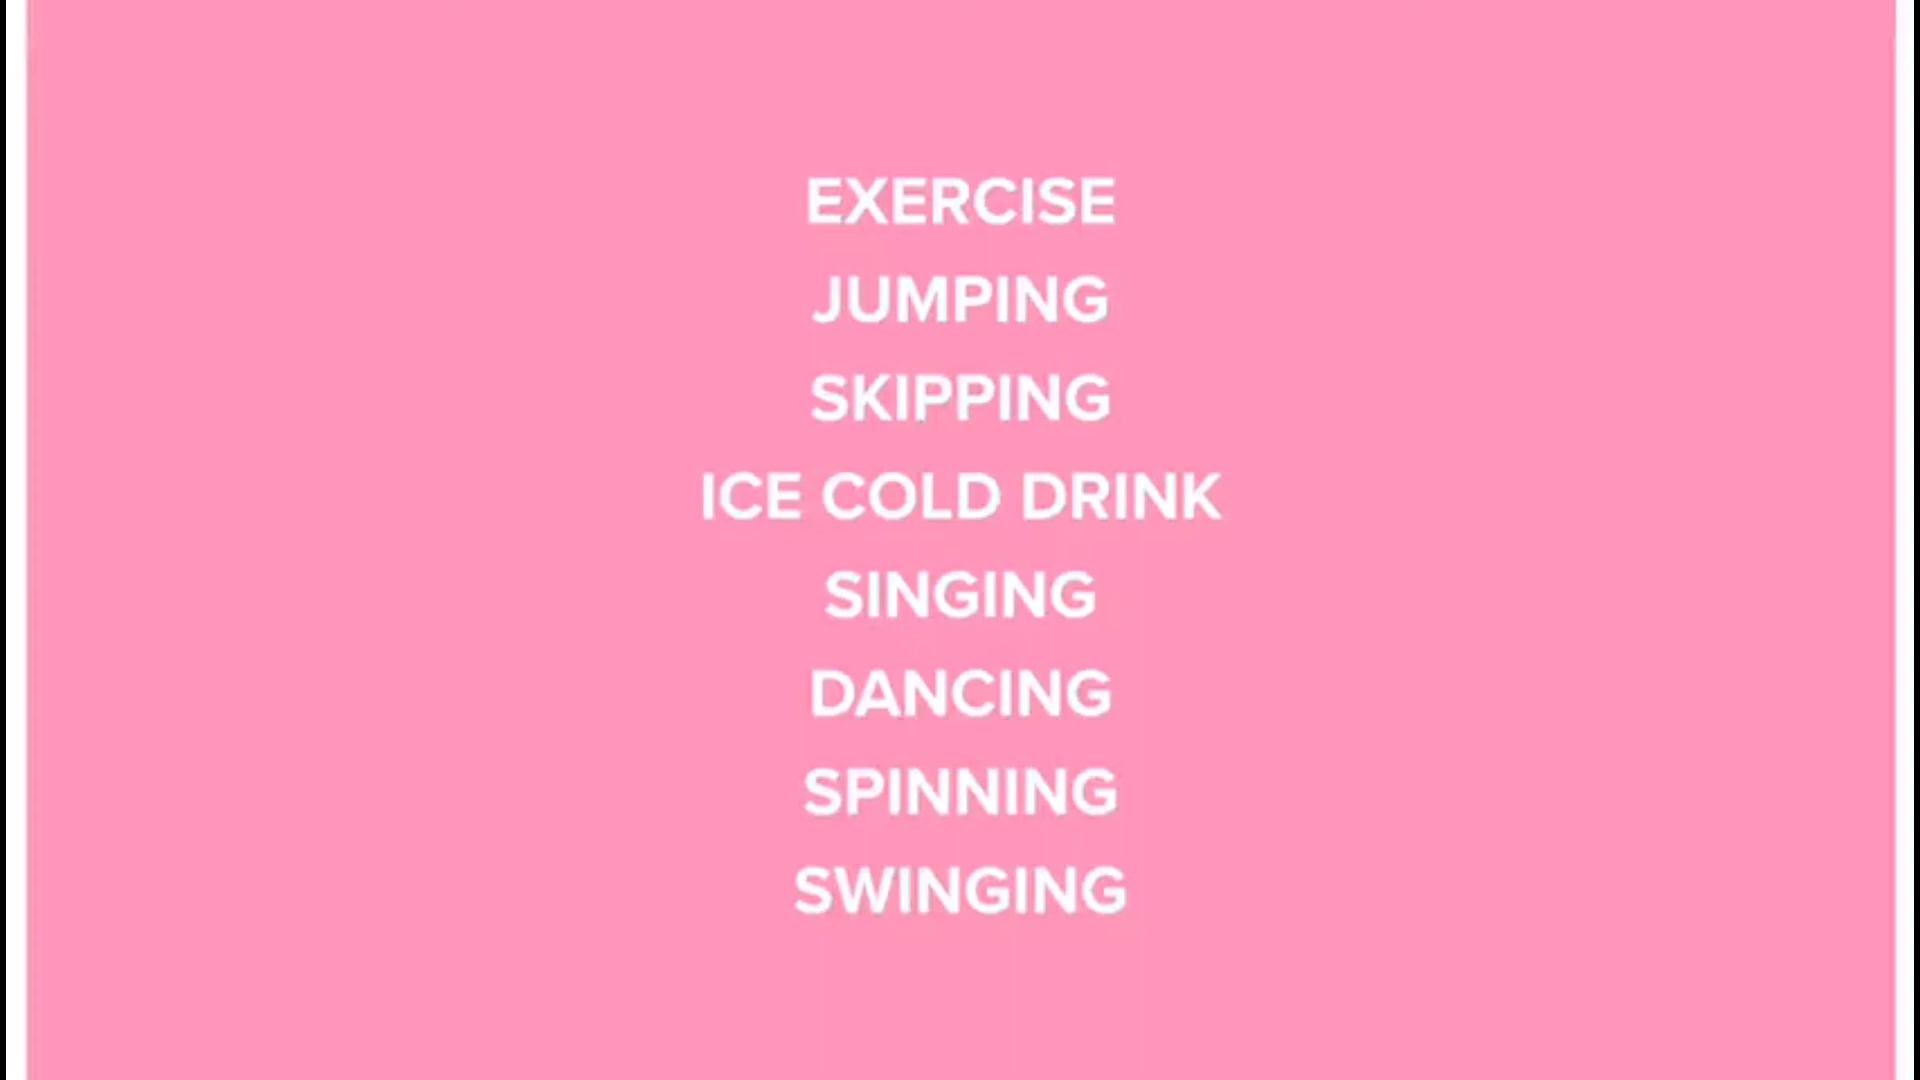 EXERCISE
JUMPING
SKIPPING
ICE COLD DRINK
SINGING
DANCING
SPINNING
SWINGING